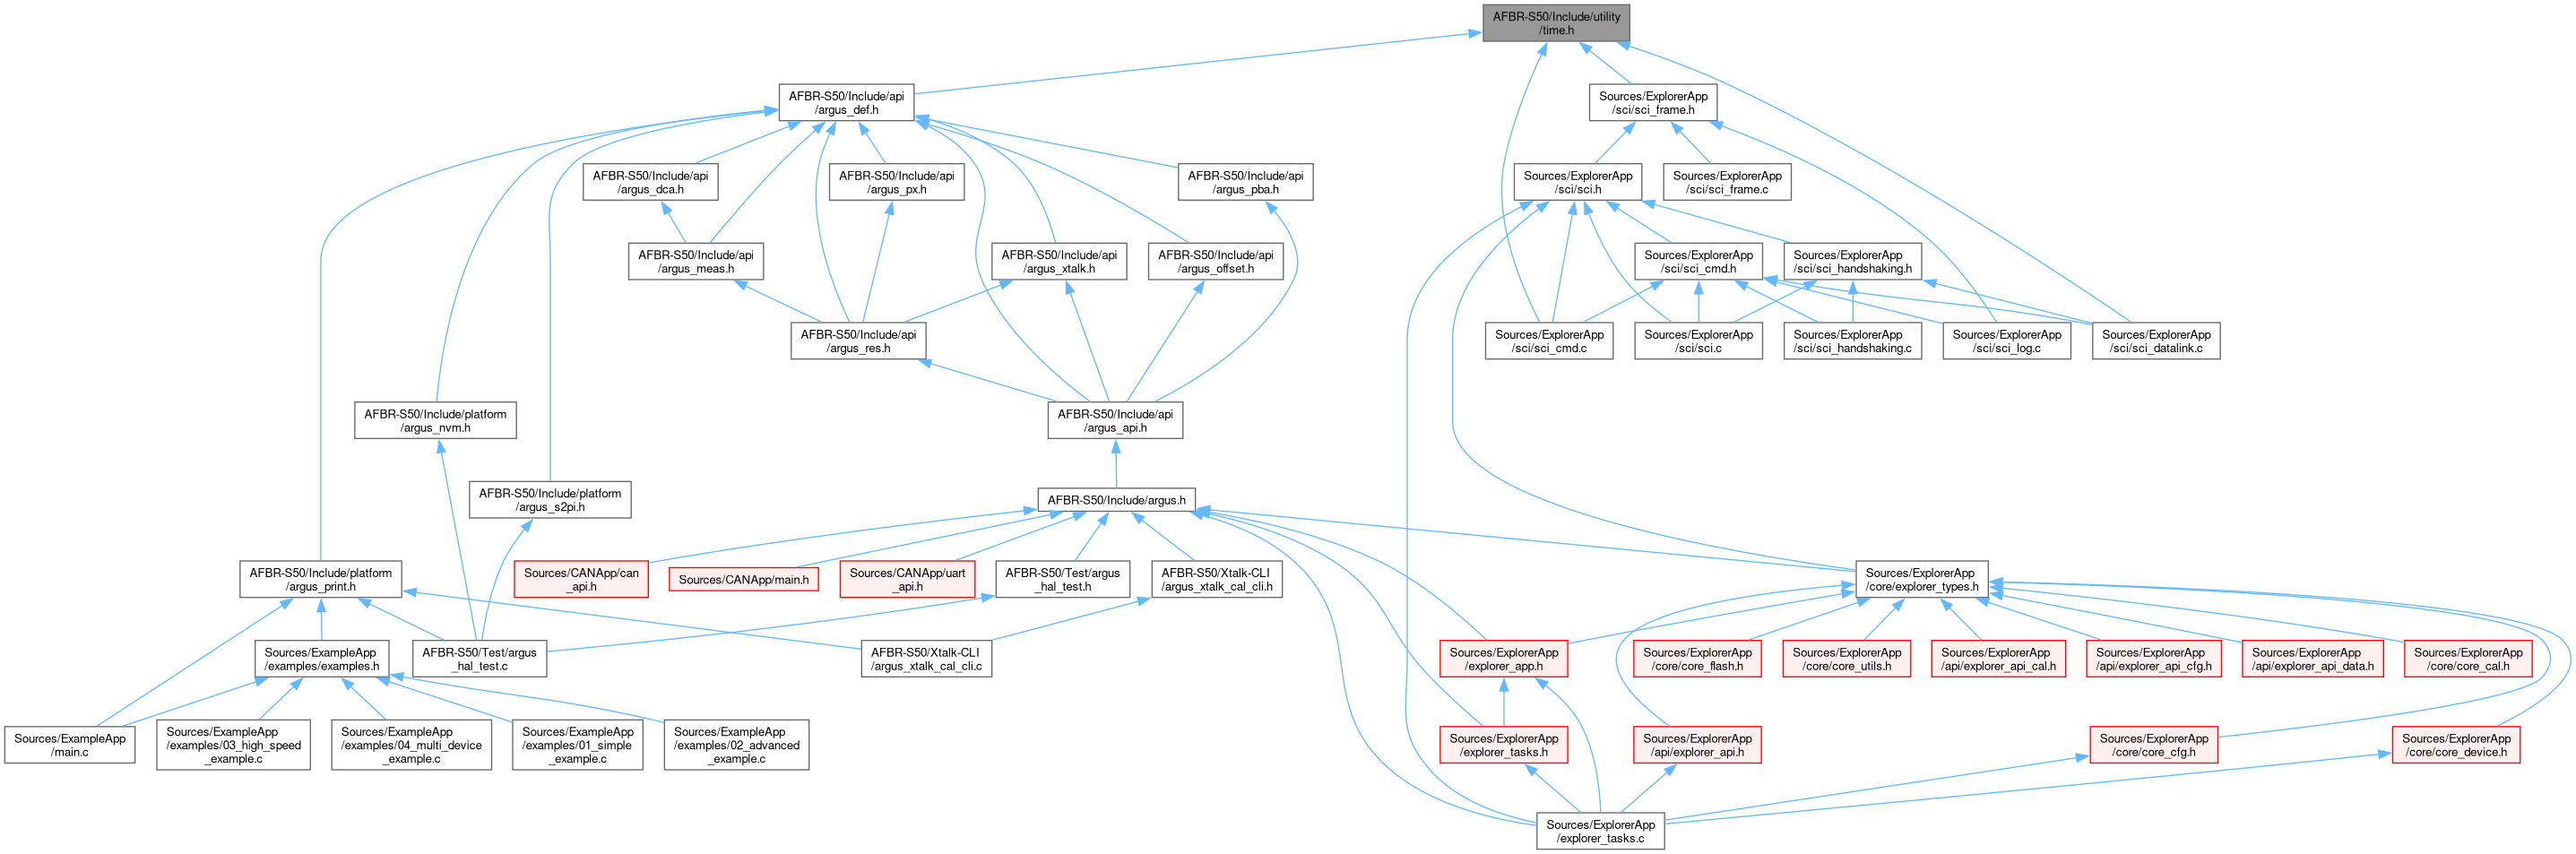 AFBR-S50/Include/utility
/time.h
AFBR-S50/Include/api
/argus_def.h
Sources/ExplorerApp
/sci/sci_frame.h
AFBR-S50/Include/api
/argus_dca.h
AFBR-S50/Include/api
/argus_px.h
AFBR-S50/Include/api
/argus_pba.h
Sources/ExplorerApp
/sci/sci.h
Sources/ExplorerApp
/sci/sci_frame.c
AFBR-S50/Include/api
/argus_meas.h
AFBR-S50/Include/api
/argus_xtalk.h
AFBR-S50/Include/api
/argus_offset.h
Sources/ExplorerApp
/sci/sci_cmd.h
Sources/ExplorerApp
/sci/sci_handshaking.h
AFBR-S50/Include/api
/argus_res.h
Sources/ExplorerApp
/sci/sci_cmd.c
Sources/ExplorerApp
/sci/sci.c
Sources/ExplorerApp
/sci/sci_handshaking.c
Sources/ExplorerApp
/sci/sci_log.c
Sources/ExplorerApp
/sci/sci_datalink.c
AFBR-S50/Include/platform
/argus_nvm.h
AFBR-S50/Include/api
/argus_api.h
AFBR-S50/Include/platform
/argus_s2pi.h
AFBR-S50/Include/argus.h
AFBR-S50/Include/platform
/argus_print.h
Sources/CANApp/can
_api.h
Sources/CANApp/main.h
Sources/CANApp/uart
_api.h
AFBR-S50/Test/argus
_hal_test.h
AFBR-S50/Xtalk-CLI
/argus_xtalk_cal_cli.h
Sources/ExplorerApp
/core/explorer_types.h
Sources/ExampleApp
/examples/examples.h
AFBR-S50/Test/argus
_hal_test.c
AFBR-S50/Xtalk-CLI
/argus_xtalk_cal_cli.c
Sources/ExplorerApp
/explorer_app.h
Sources/ExplorerApp
/core/core_flash.h
Sources/ExplorerApp
/core/core_utils.h
Sources/ExplorerApp
/api/explorer_api_cal.h
Sources/ExplorerApp
/api/explorer_api_cfg.h
Sources/ExplorerApp
/api/explorer_api_data.h
Sources/ExplorerApp
/core/core_cal.h
Sources/ExampleApp
/main.c
Sources/ExampleApp
/examples/03_high_speed
_example.c
Sources/ExampleApp
/examples/04_multi_device
_example.c
Sources/ExampleApp
/examples/01_simple
_example.c
Sources/ExampleApp
/examples/02_advanced
_example.c
Sources/ExplorerApp
/explorer_tasks.h
Sources/ExplorerApp
/api/explorer_api.h
Sources/ExplorerApp
/core/core_cfg.h
Sources/ExplorerApp
/core/core_device.h
Sources/ExplorerApp
/explorer_tasks.c